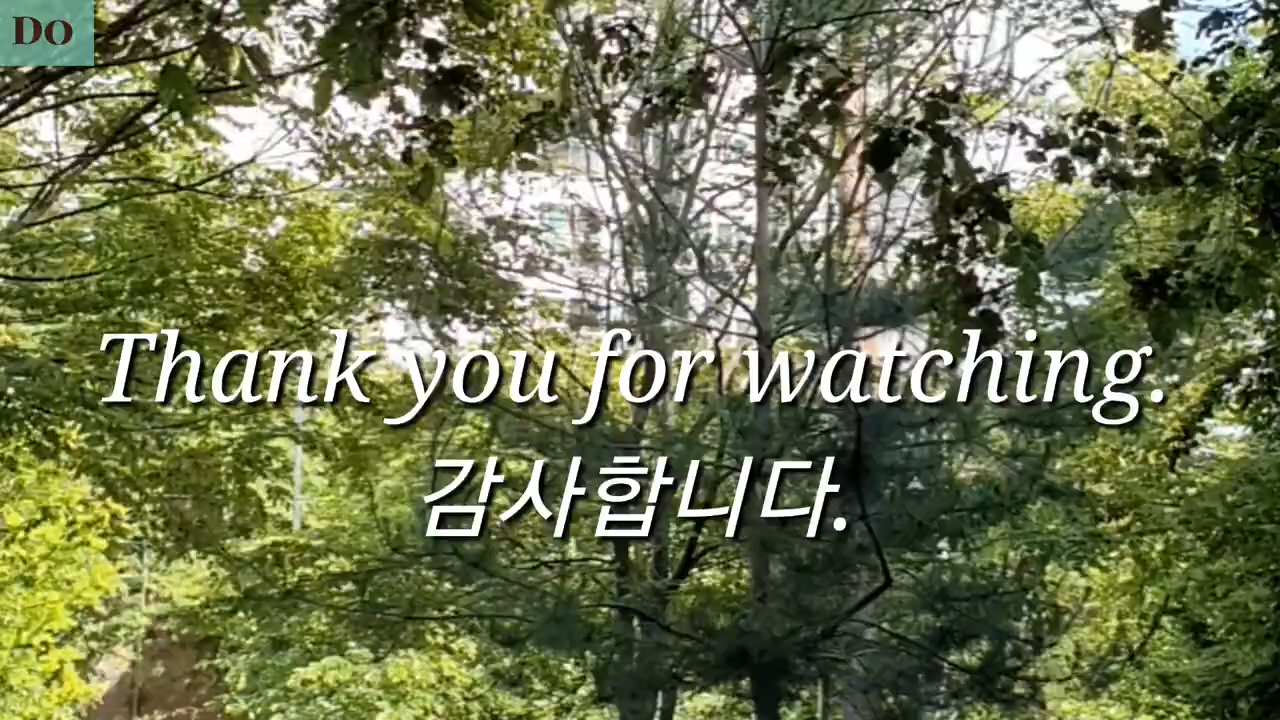 DO
Thank you for watching.
감사합니다.